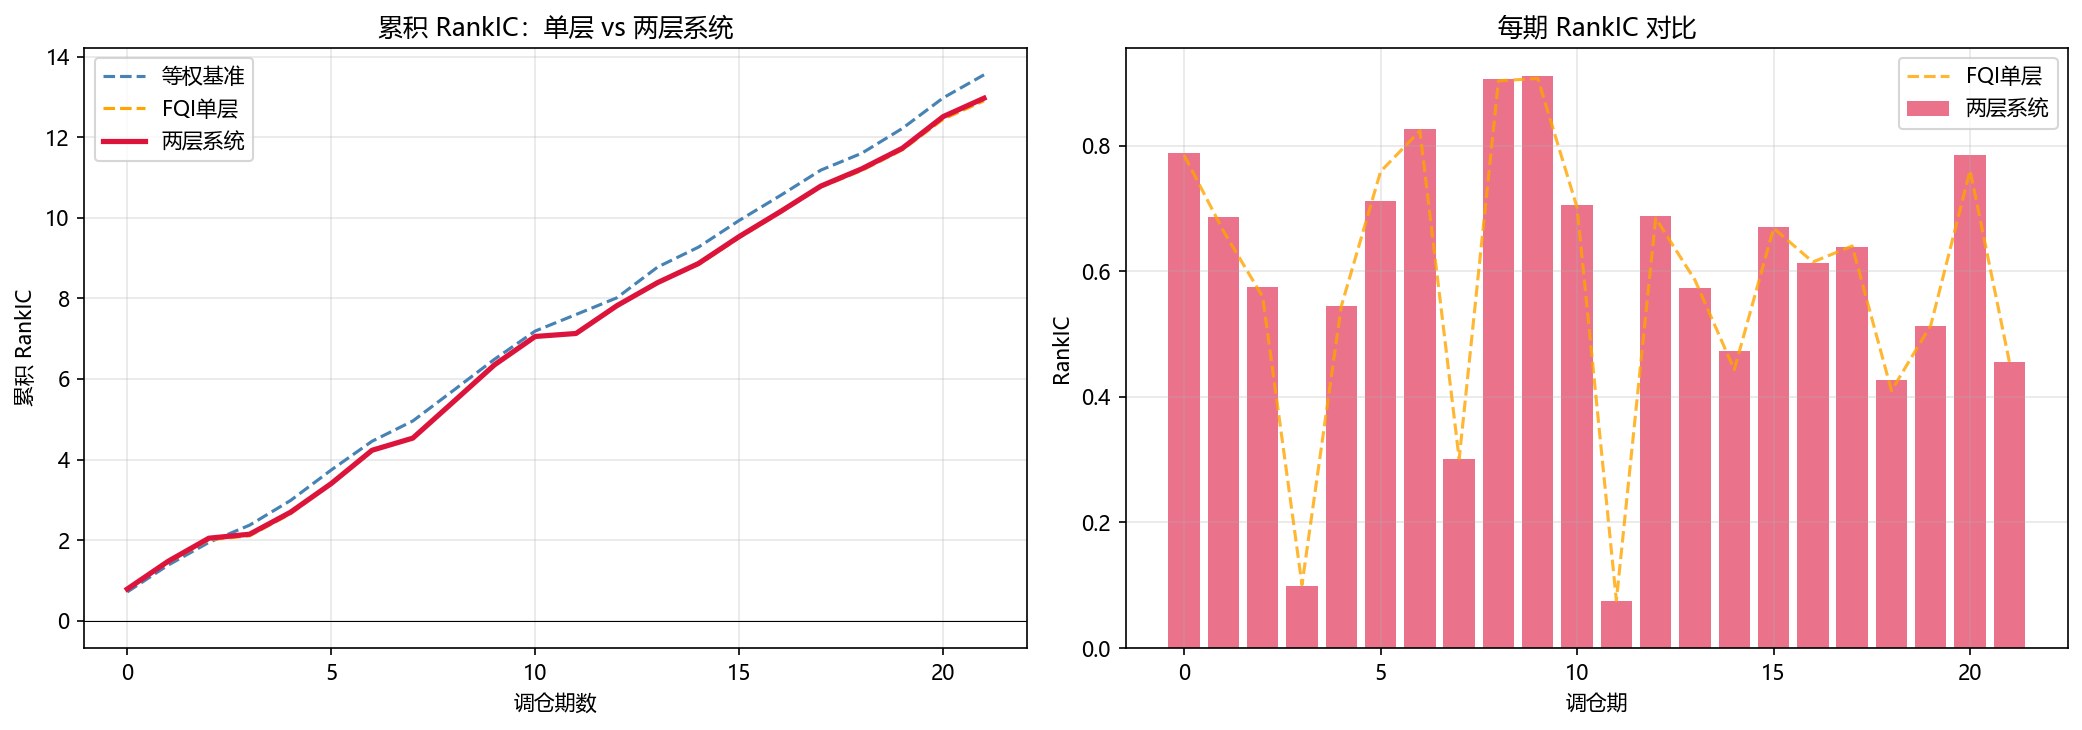 累积 RankIC：单层 vs 两层系统
等权基准
FQI单层
两层系统
累积 RankIC
14
12
10
8
6
4
2
0
0
5
10
15
20
调仓期数
每期 RankIC 对比
FQI单层
两层系统
RankIC
0.8
0.6
0.4
0.2
0.0
0
5
10
15
20
调仓期